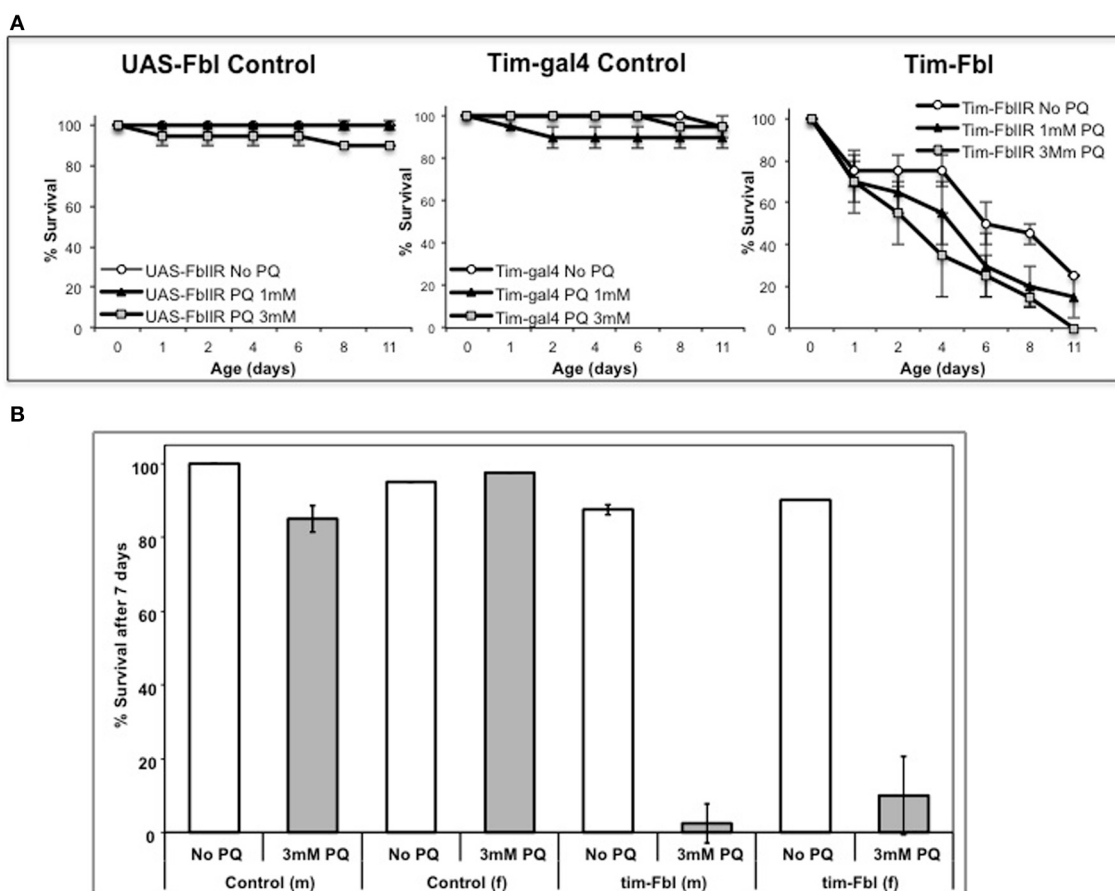 A
UAS-Fbl Control
Tim-gal4 Control
Tim-Fbl
% Survival
100
80
60
40
20
0
UAS-FblIR No PQ
UAS-FblIR PQ 1mM
UAS-FblIR PQ 3mM
0 1 2 4 6 8 11
Age (days)
% Survival
100
80
60
40
20
0
Tim-gal4 No PQ
Tim-gal4 PQ 1mM
Tim-gal4 PQ 3mM
0 1 2 4 6 8 11
Age (days)
% Survival
100
80
60
40
20
0
Tim-FblIR No PQ
Tim-FblIR 1mM PQ
Tim-FblIR 3Mm PQ
0 1 2 4 6 8 11
Age (days)
B
% Survival after 7 days
100
80
60
40
20
0
No PQ 3mM PQ No PQ 3mM PQ No PQ 3mM PQ No PQ 3mM PQ
Control (m) Control (f) tim-Fbl (m) tim-Fbl (f)